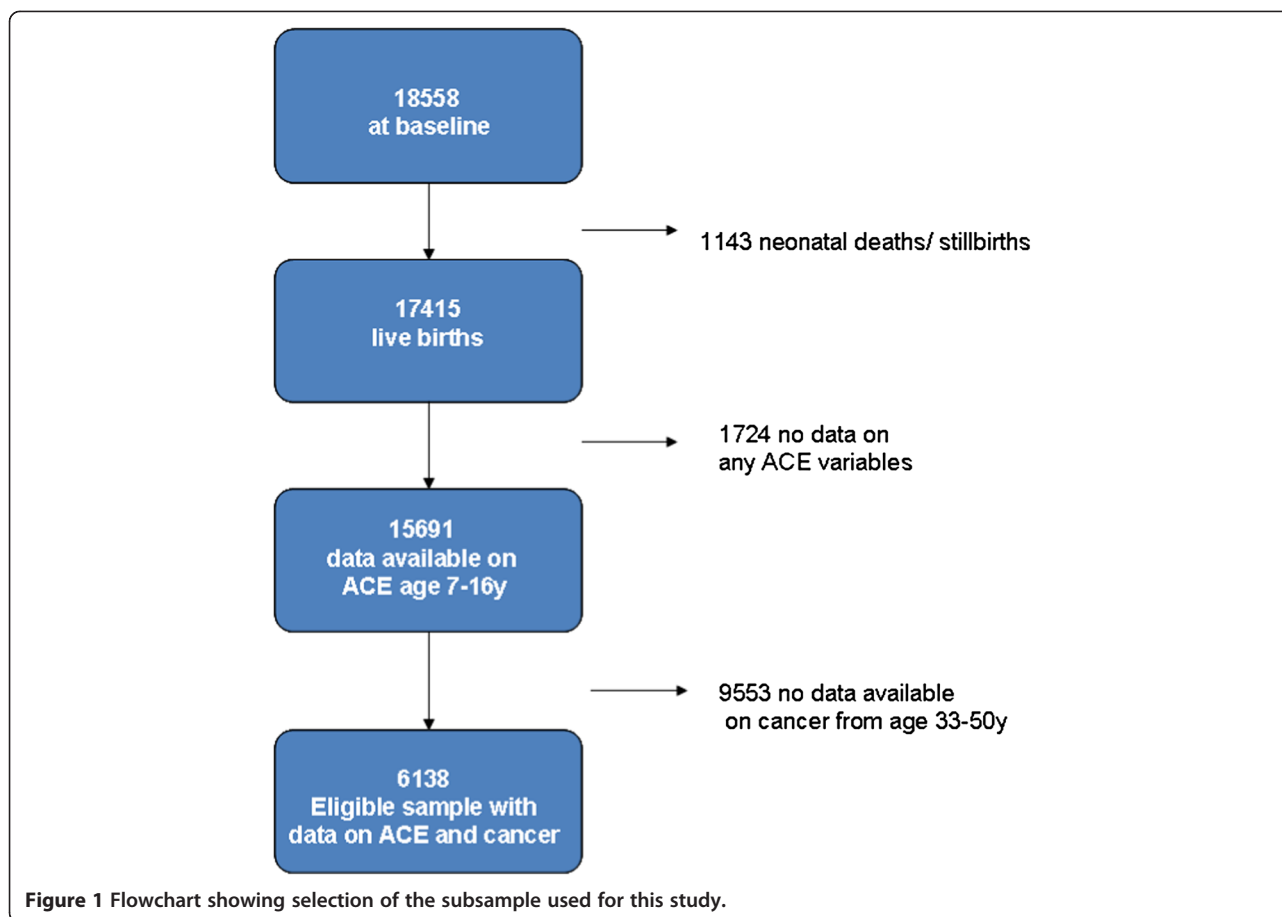 18558
at baseline
1143 neonatal deaths/ stillbirths
17415
live births
1724 no data on
any ACE variables
15691
data available on
ACE age 7-16y
9553 no data available
on cancer from age 33-50y
6138
Eligible sample with
data on ACE and cancer
Figure 1 Flowchart showing selection of the subsample used for this study.